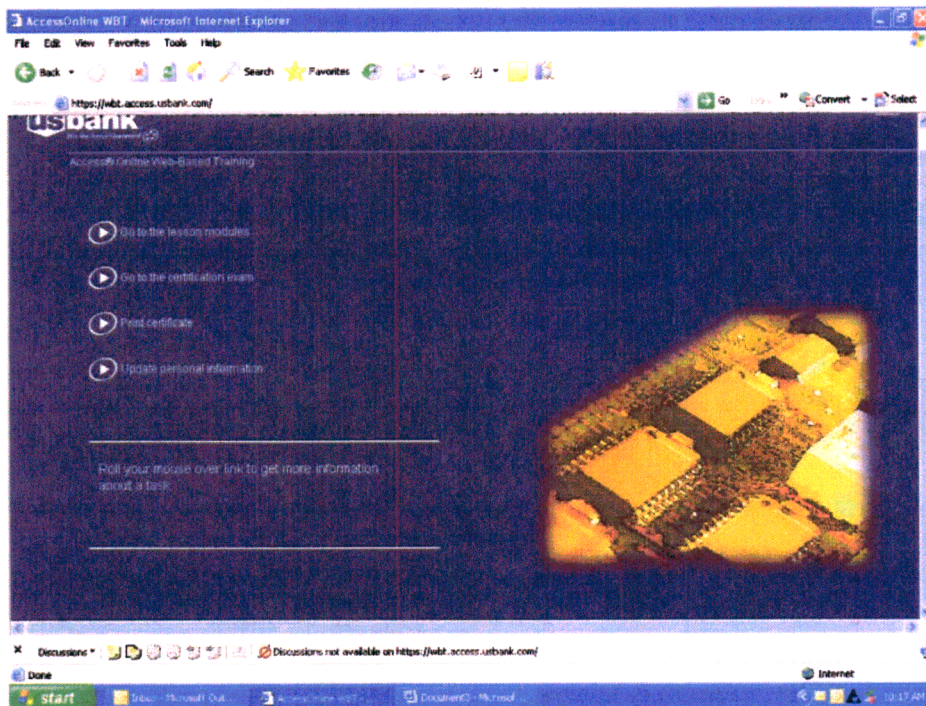 AccessOnline WBT - Microsoft Internet Explorer
File Edit View Favorites Tools Help
Back Search Favorites
https://wbt.access.usbank.com/ Go » Convert Select
usbank
Access® Online Web-Based Training
Go to the lesson modules
Go to the certification exam
Print certificate
Update personal information
Roll your mouse over link to get more information
about a task.
Discussions Discussions not available on https://wbt.access.usbank.com/
Done Internet
start Inbox - Microsoft Out... AccessOnline WBT - ... Document3 - Microsof... 10:17 AM